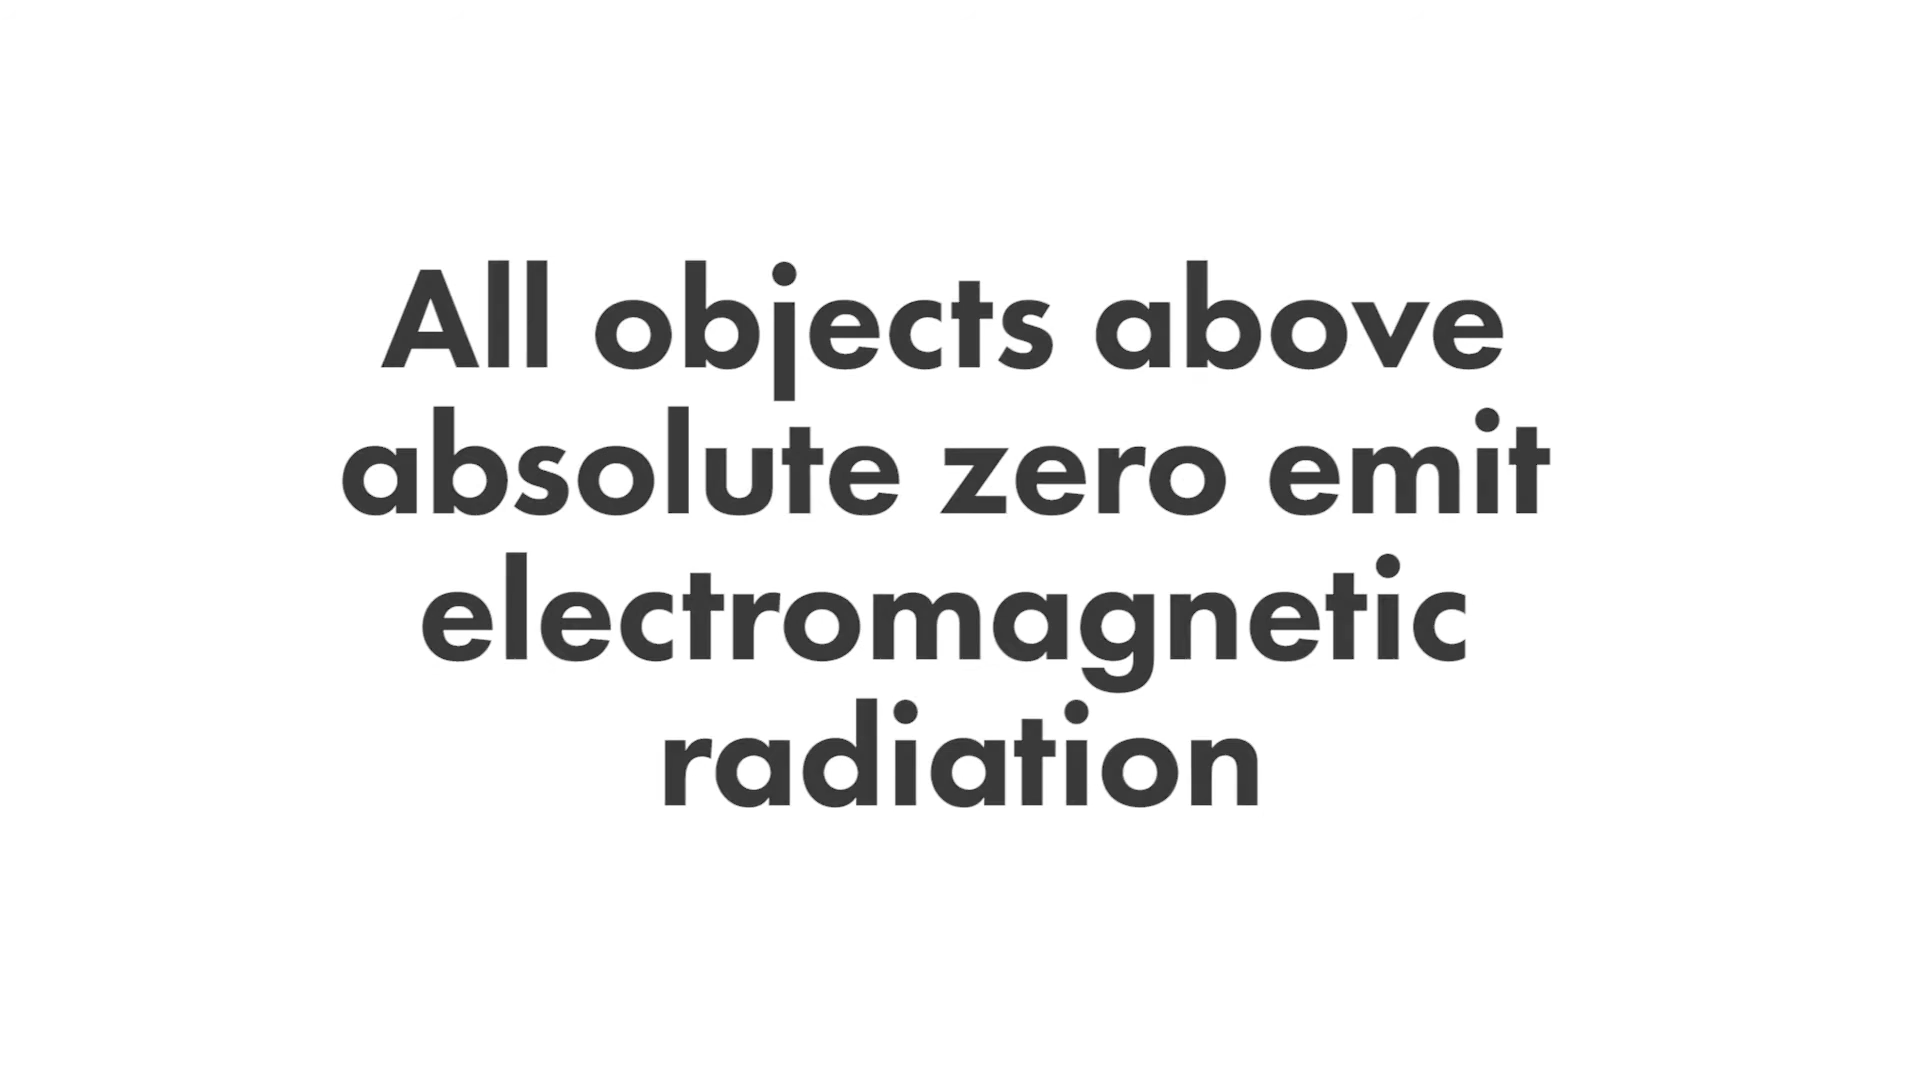 All objects above
absolute zero emit
electromagnetic
radiation